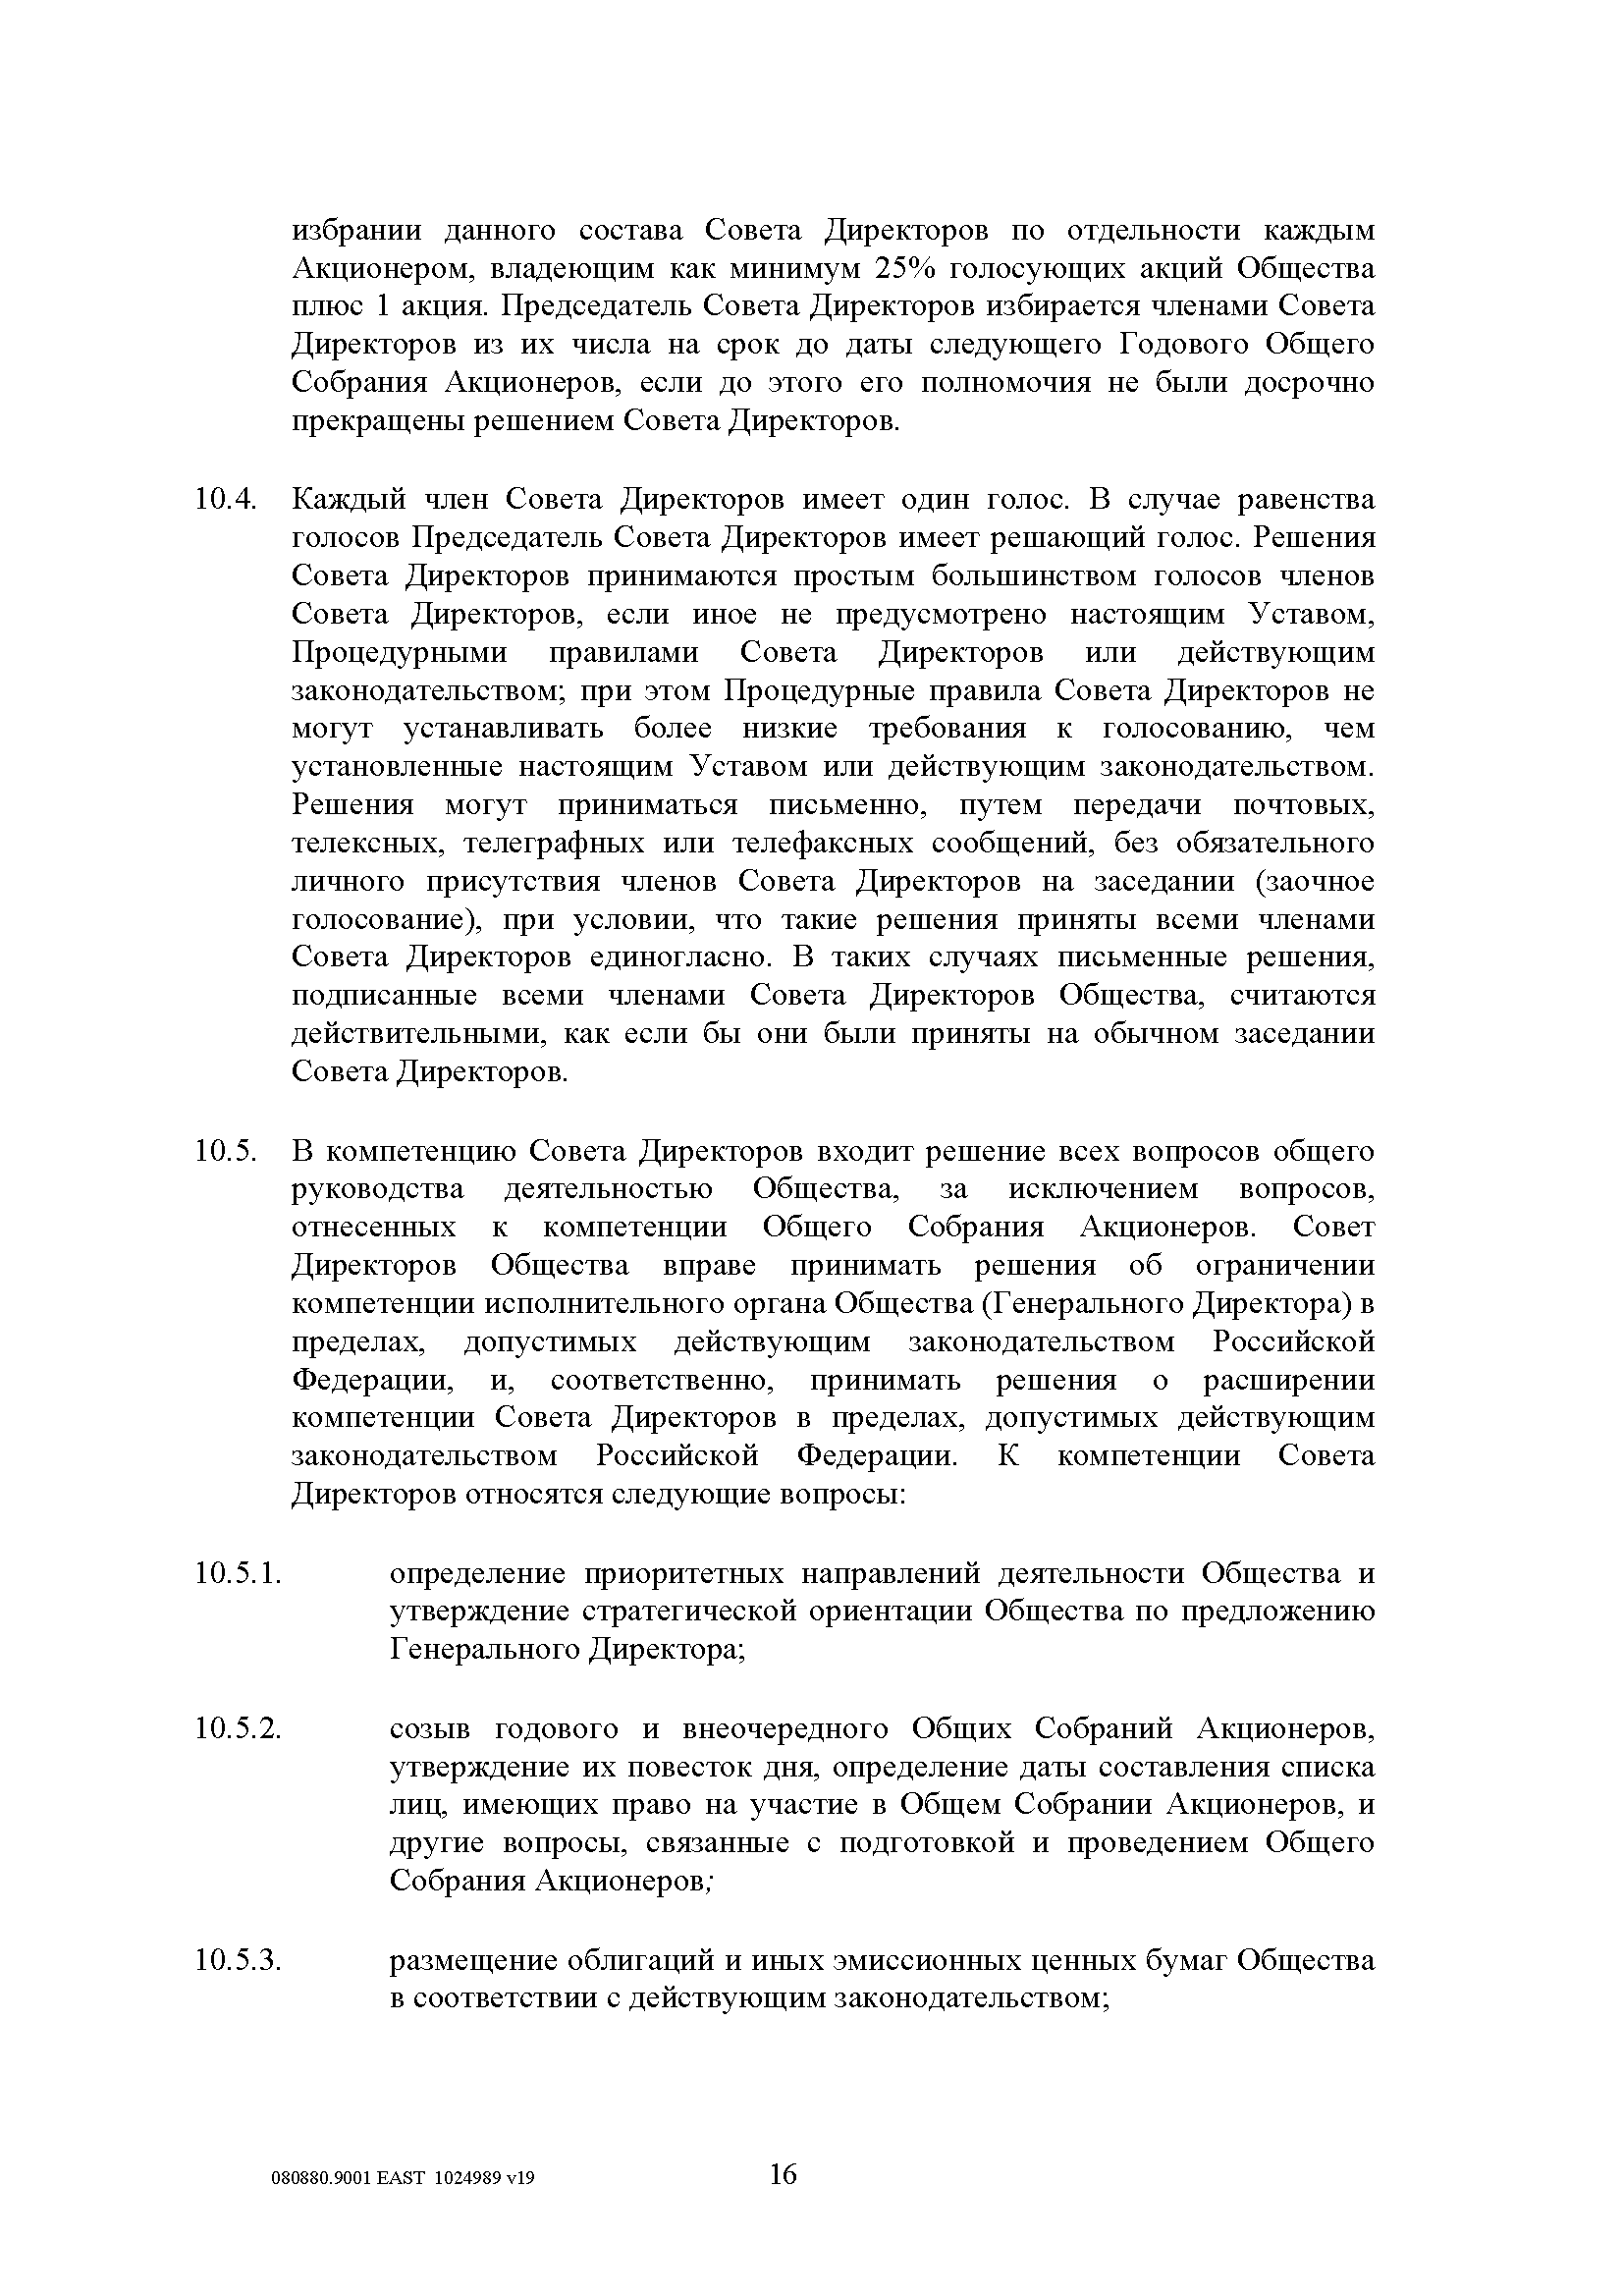 избрании данного состава Совета Директоров по отдельности каждым
Акционером, владеющим как минимум 25% голосующих акций Общества
плюс 1 акция. Председатель Совета Директоров избирается членами Совета
Директоров из их числа на срок до даты следующего Годового Общего
Собрания Акционеров, если до этого его полномочия не были досрочно
прекращены решением Совета Директоров.
10.4. Каждый член Совета Директоров имеет один голос. В случае равенства
голосов Председатель Совета Директоров имеет решающий голос. Решения
Совета Директоров принимаются простым большинством голосов членов
Совета Директоров, если иное не предусмотрено настоящим Уставом,
Процедурными правилами Совета Директоров или действующим
законодательством; при этом Процедурные правила Совета Директоров не
могут устанавливать более низкие требования к голосованию, чем
установленные настоящим Уставом или действующим законодательством.
Решения могут приниматься письменно, путем передачи почтовых,
телексных, телеграфных или телефаксных сообщений, без обязательного
личного присутствия членов Совета Директоров на заседании (заочное
голосование), при условии, что такие решения приняты всеми членами
Совета Директоров единогласно. В таких случаях письменные решения,
подписанные всеми членами Совета Директоров Общества, считаются
действительными, как если бы они были приняты на обычном заседании
Совета Директоров.
10.5. В компетенцию Совета Директоров входит решение всех вопросов общего
руководства деятельностью Общества, за исключением вопросов,
отнесенных к компетенции Общего Собрания Акционеров. Совет
Директоров Общества вправе принимать решения об ограничении
компетенции исполнительного органа Общества (Генерального Директора) в
пределах, допустимых действующим законодательством Российской
Федерации, и, соответственно, принимать решения о расширении
компетенции Совета Директоров в пределах, допустимых действующим
законодательством Российской Федерации. К компетенции Совета
Директоров относятся следующие вопросы:
10.5.1. определение приоритетных направлений деятельности Общества и
утверждение стратегической ориентации Общества по предложению
Генерального Директора;
10.5.2. созыв годового и внеочередного Общих Собраний Акционеров,
утверждение их повесток дня, определение даты составления списка
лиц, имеющих право на участие в Общем Собрании Акционеров, и
другие вопросы, связанные с подготовкой и проведением Общего
Собрания Акционеров;
10.5.3. размещение облигаций и иных эмиссионных ценных бумаг Общества
в соответствии с действующим законодательством;
080880.9001 EAST 1024989 v19 16